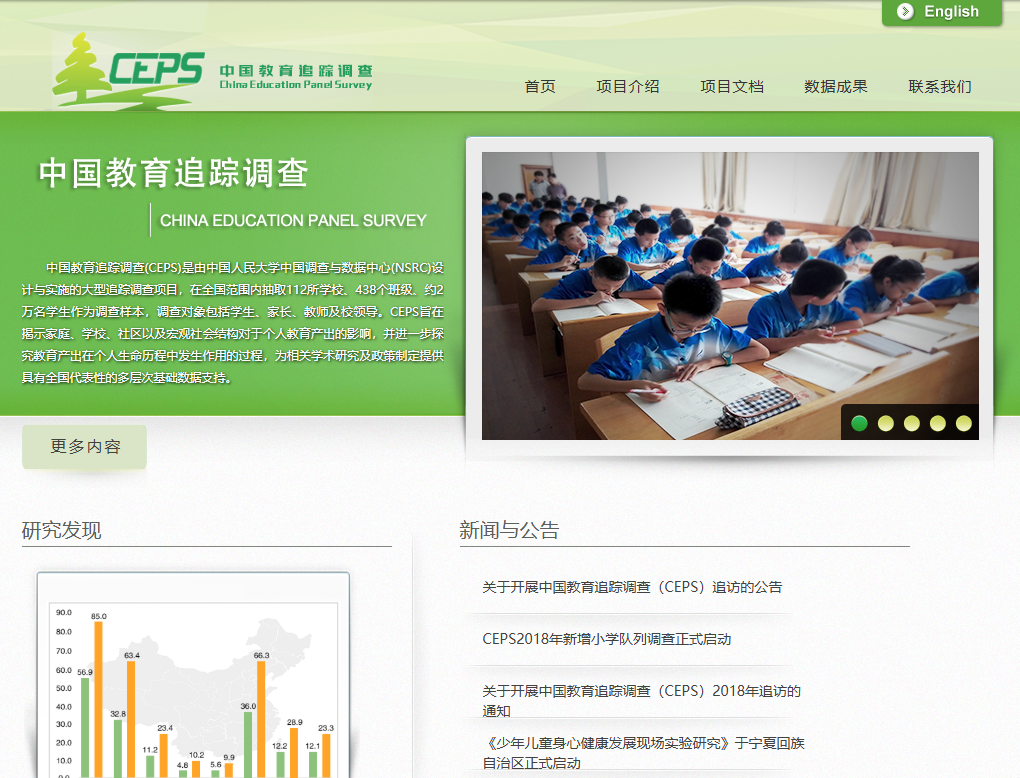 English
CEPS
中国教育追踪调查
China Education Panel Survey
首页 项目介绍 项目文档 数据成果 联系我们
中国教育追踪调查
CHINA EDUCATION PANEL SURVEY
中国教育追踪调查(CEPS)是由中国人民大学中国调查与数据中心(NSRC)设
计与实施的大型追踪调查项目，在全国范围内抽取112所学校、438个班级、约2
万名学生作为调查样本，调查对象包括学生、家长、教师及校领导。CEPS旨在
揭示家庭、学校、社区以及宏观社会结构对于个人教育产出的影响，并进一步探
究教育产出在个人生命历程中发生作用的过程，为相关学术研究及政策制定提供
具有全国代表性的多层次基础数据支持。
更多内容
研究发现
90.0
80.0
70.0
60.0
50.0
40.0
30.0
20.0
10.0
0.0
56.9 85.0
32.8 63.4
11.2 23.4
4.8 10.2
5.6 9.9
36.0 66.3
12.2 28.9
12.1 23.3
新闻与公告
关于开展中国教育追踪调查（CEPS）追访的公告
CEPS2018年新增小学队列调查正式启动
关于开展中国教育追踪调查（CEPS）2018年追访的
通知
《少年儿童身心健康发展现场实验研究》于宁夏回族
自治区正式启动